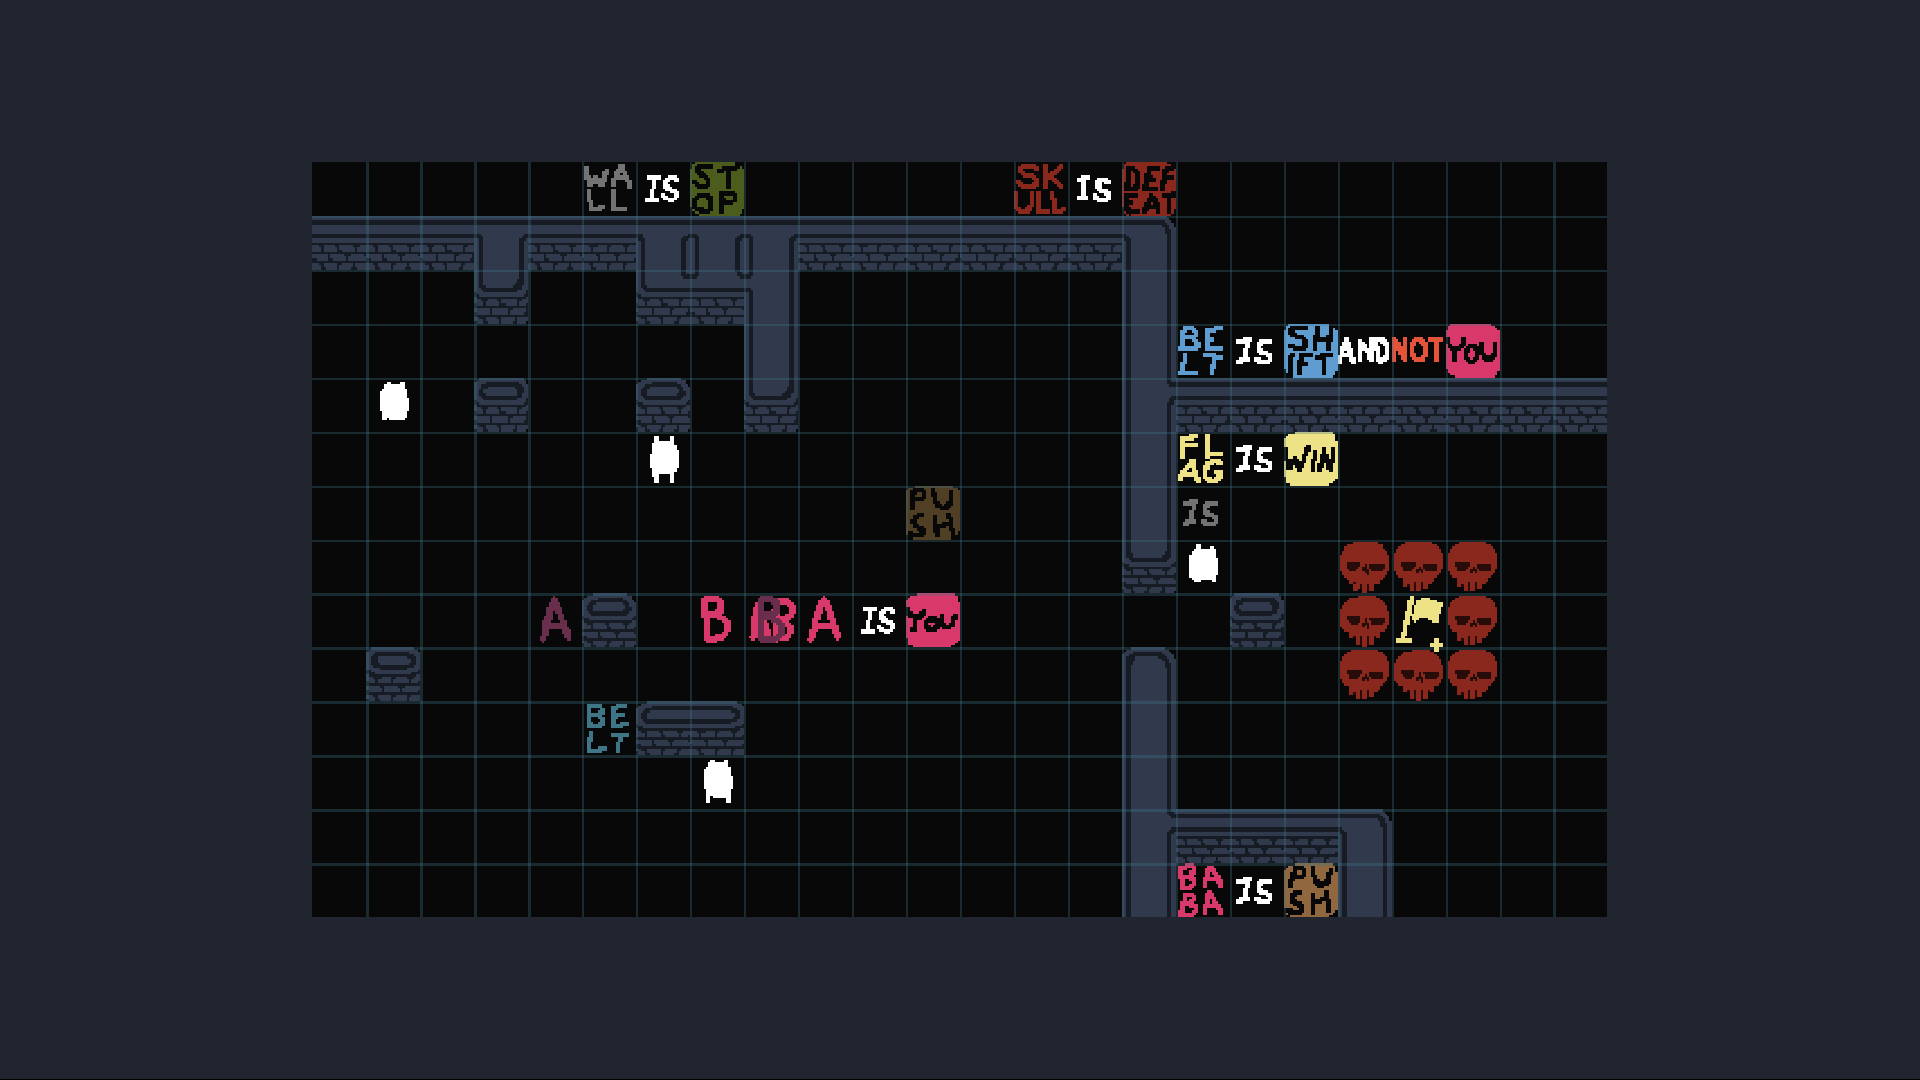 WALL IS STOP SKULL IS DEFEAT
BELT IS SHIFT AND NOT YOU
FLAG IS WIN
PUSH IS
A B A B B A IS YOU
BELT
BABA IS PUSH